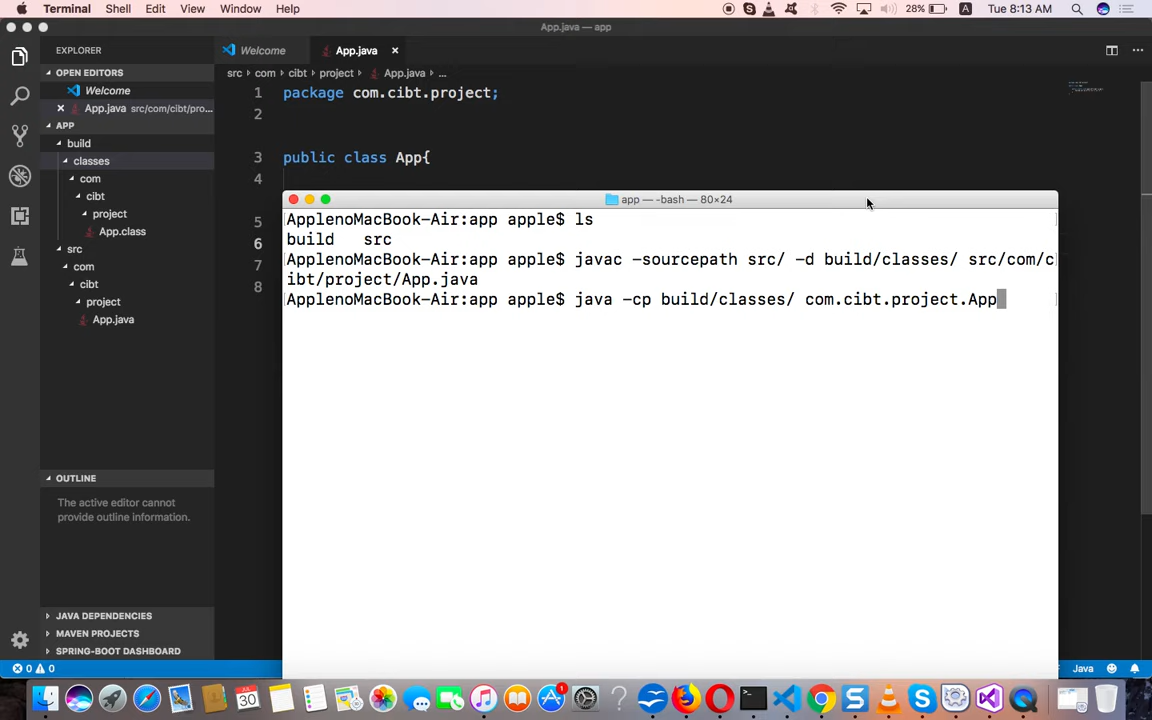 Terminal Shell Edit View Window Help 28% A Tue 8:13 AM
App.java — app
EXPLORER
Welcome App.java
OPEN EDITORS
Welcome
App.java src/com/cibt/pro...
APP
build
classes
com
cibt
project
App.class
src
com
cibt
project
App.java
OUTLINE
The active editor cannot
provide outline information.
JAVA DEPENDENCIES
MAVEN PROJECTS
SPRING-BOOT DASHBOARD
src com cibt project App.java ...
1 package com.cibt.project;
2
3 public class App{
4
5
6
7
8
app — -bash — 80×24
[ApplenoMacBook-Air:app apple$ ls ]
build src
[ApplenoMacBook-Air:app apple$ javac -sourcepath src/ -d build/classes/ src/com/c]
ibt/project/App.java
[ApplenoMacBook-Air:app apple$ java -cp build/classes/ com.cibt.project.App ]
0 0 Java
JUL
30
1